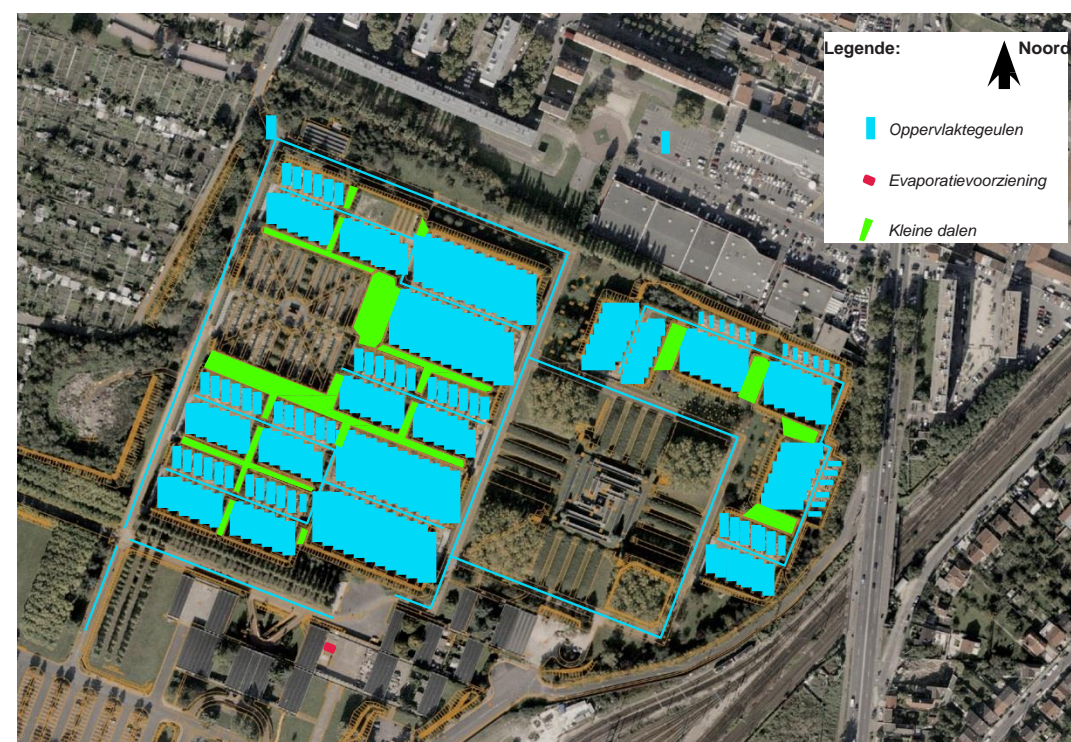 Legende: Noord
Oppervlaktegeulen
Evaporatievoorziening
Kleine dalen